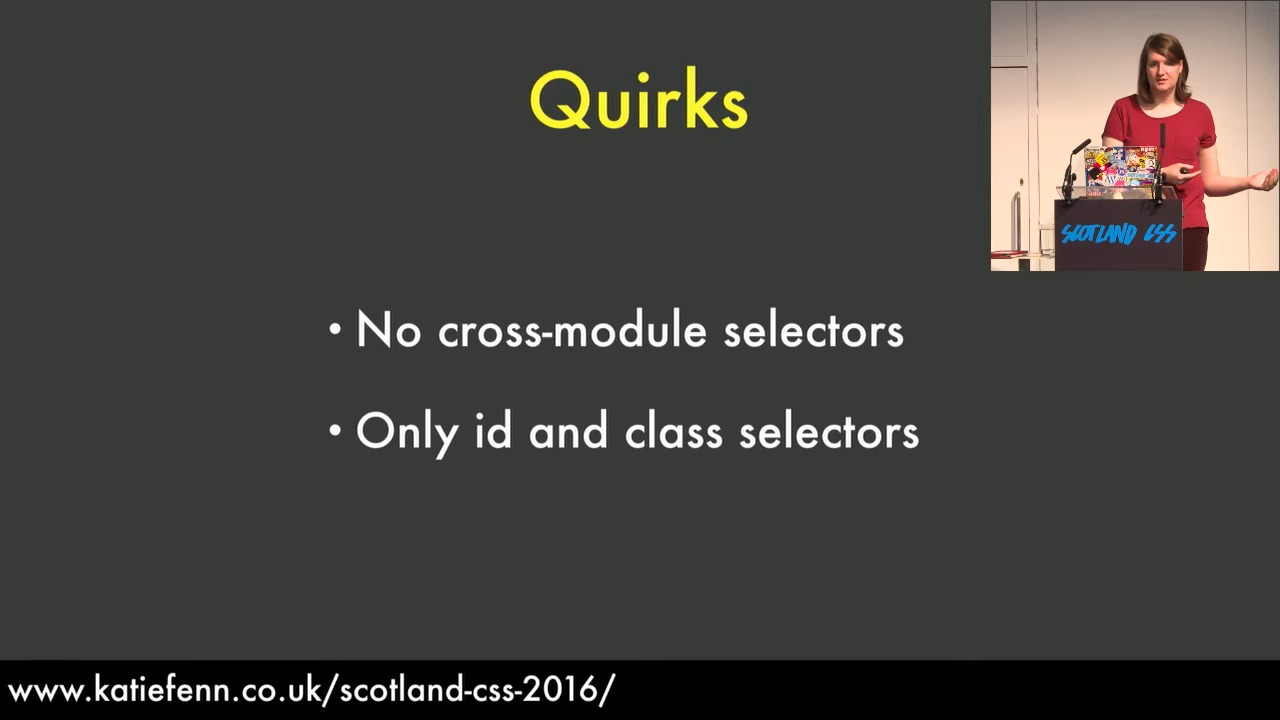 Quirks
SCOTLAND CSS
• No cross-module selectors
• Only id and class selectors
www.katiefenn.co.uk/scotland-css-2016/